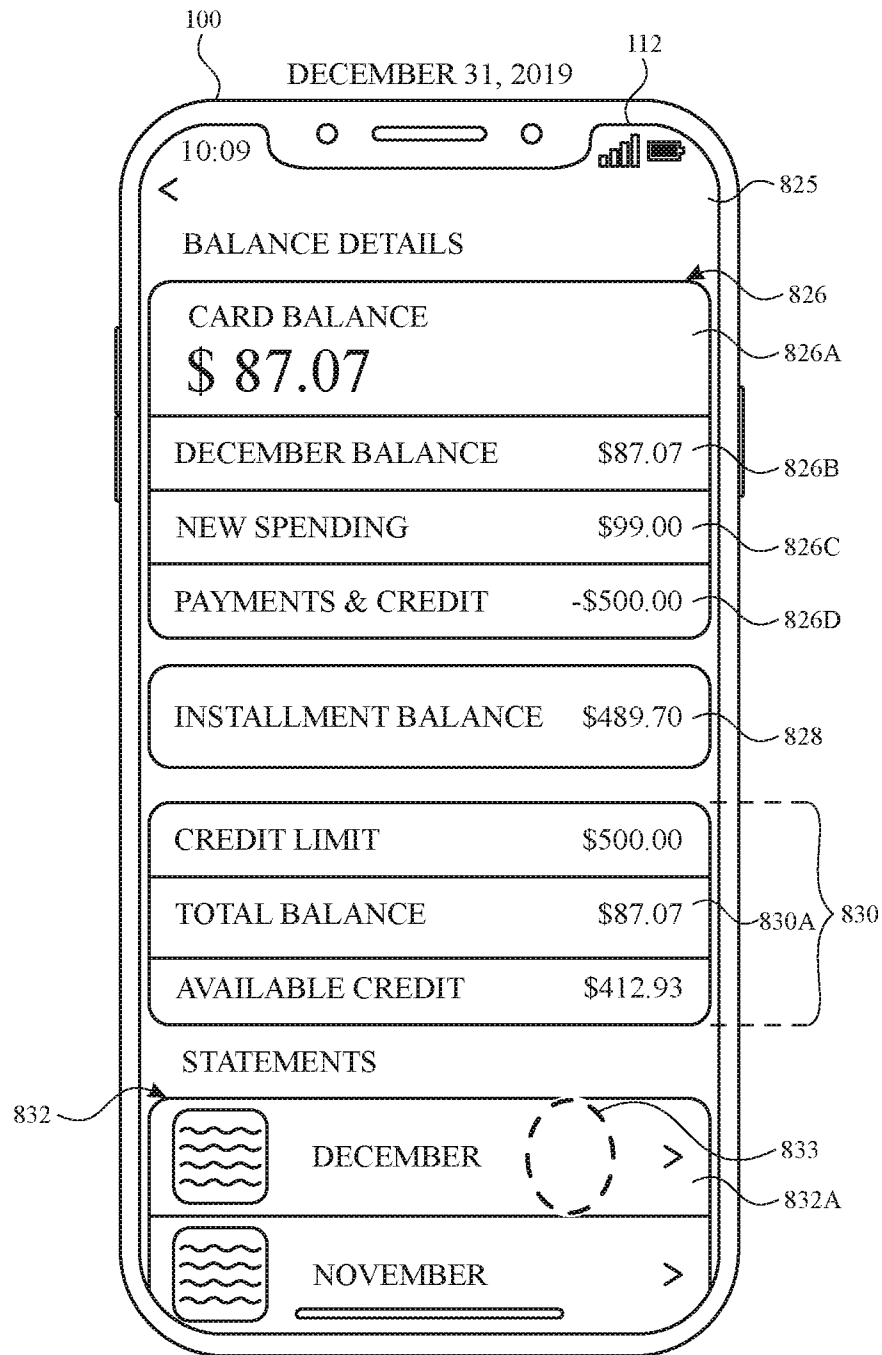 100
DECEMBER 31, 2019
112
10:09
<
825
BALANCE DETAILS
826
CARD BALANCE
826A
$ 87.07
DECEMBER BALANCE $87.07
826B
NEW SPENDING $99.00
826C
PAYMENTS & CREDIT -$500.00
826D
INSTALLMENT BALANCE $489.70
828
CREDIT LIMIT $500.00
TOTAL BALANCE $87.07
830A
830
AVAILABLE CREDIT $412.93
STATEMENTS
832
DECEMBER >
833
832A
NOVEMBER >